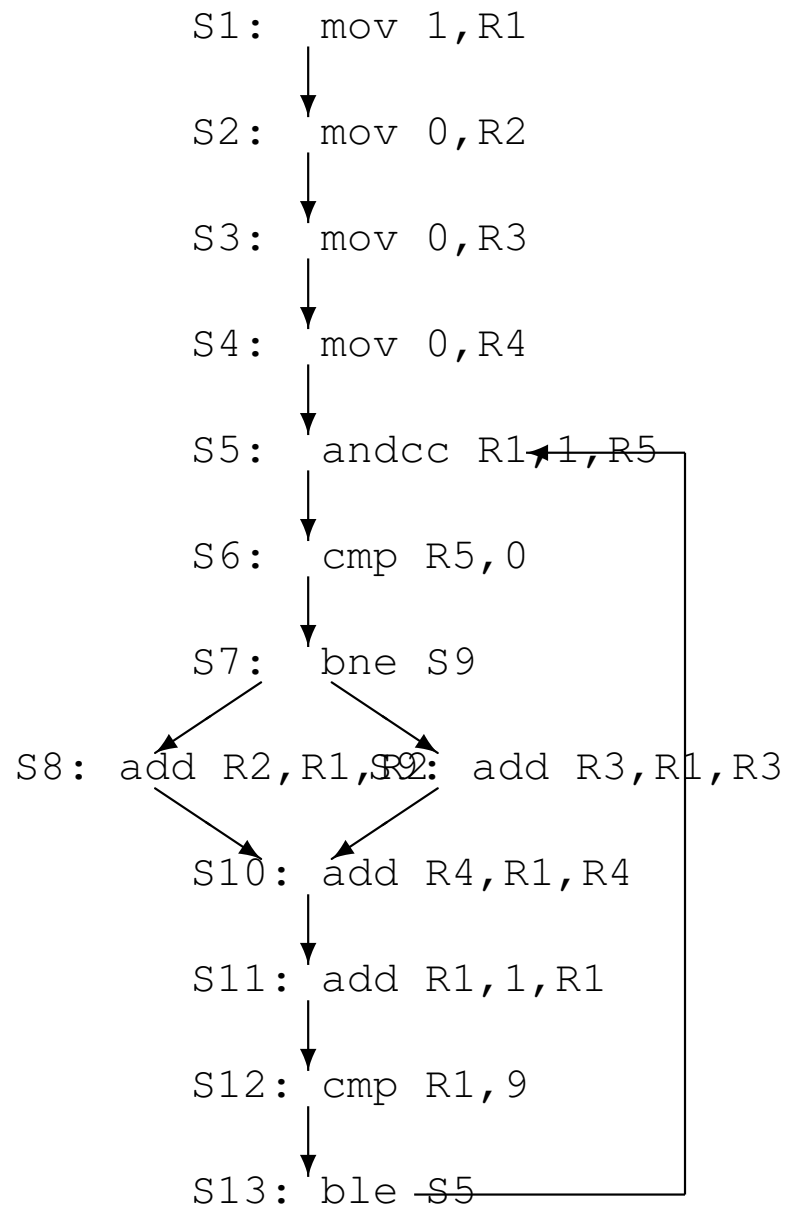 S1: mov 1,R1
S2: mov 0,R2
S3: mov 0,R3
S4: mov 0,R4
S5: andcc R1,1,R5
S6: cmp R5,0
S7: bne S9
S8: add R2,R1,R2 S9: add R3,R1,R3
S10: add R4,R1,R4
S11: add R1,1,R1
S12: cmp R1,9
S13: ble S5